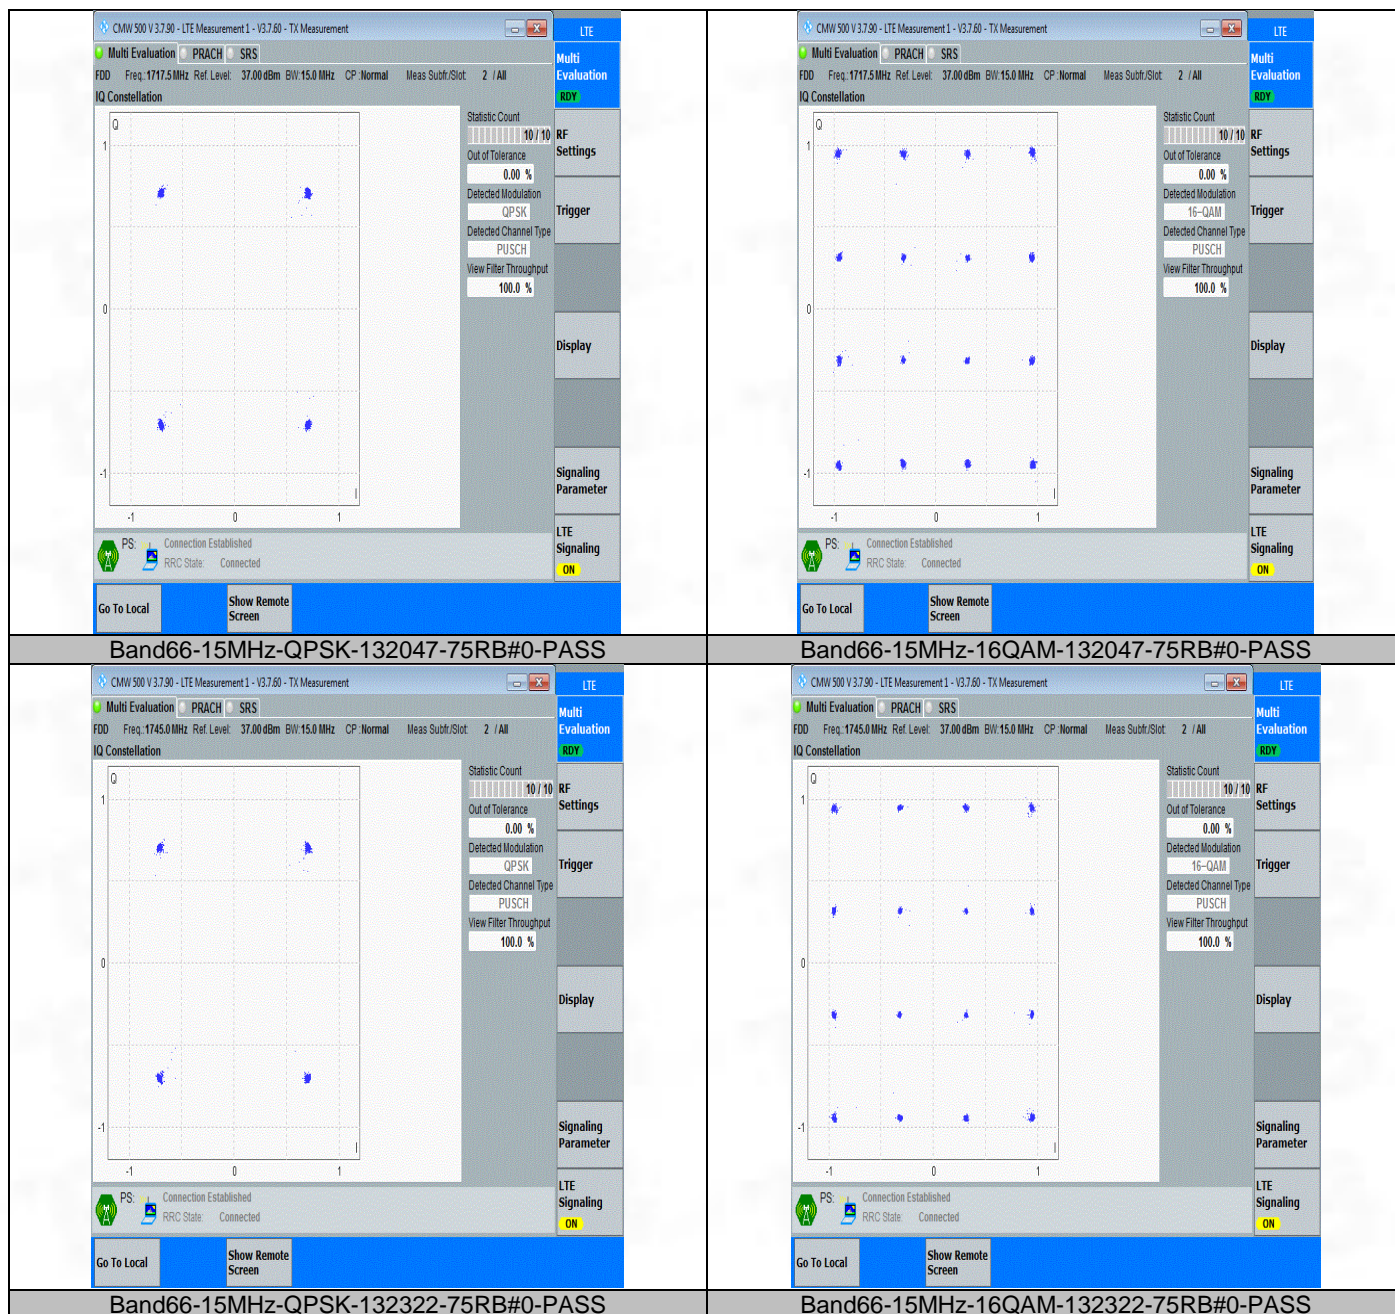 CMW 500 V 3.7.90 - LTE Measurement 1 - V3.7.60 - TX Measurement
LTE
Multi Evaluation PRACH SRS
Multi
Evaluation
RDY
FDD Freq.:1717.5 MHz Ref. Level: 37.00 dBm BW:15.0 MHz CP :Normal Meas Subfr./Slot: 2 / All
IQ Constellation
Statistic Count
10 / 10
Out of Tolerance
0.00 %
Detected Modulation
QPSK
Detected Channel Type
PUSCH
View Filter Throughput
100.0 %
Q
1
0
-1
I
-1 0 1
RF
Settings
Trigger
Display
Signaling
Parameter
LTE
Signaling
ON
PS: Connection Established
RRC State: Connected
Go To Local
Show Remote
Screen
Band66-15MHz-QPSK-132047-75RB#0-PASS
CMW 500 V 3.7.90 - LTE Measurement 1 - V3.7.60 - TX Measurement
LTE
Multi Evaluation PRACH SRS
Multi
Evaluation
RDY
FDD Freq.:1717.5 MHz Ref. Level: 37.00 dBm BW:15.0 MHz CP :Normal Meas Subfr./Slot: 2 / All
IQ Constellation
Statistic Count
10 / 10
Out of Tolerance
0.00 %
Detected Modulation
16-QAM
Detected Channel Type
PUSCH
View Filter Throughput
100.0 %
Q
1
0
-1
I
-1 0 1
RF
Settings
Trigger
Display
Signaling
Parameter
LTE
Signaling
ON
PS: Connection Established
RRC State: Connected
Go To Local
Show Remote
Screen
Band66-15MHz-16QAM-132047-75RB#0-PASS
CMW 500 V 3.7.90 - LTE Measurement 1 - V3.7.60 - TX Measurement
LTE
Multi Evaluation PRACH SRS
Multi
Evaluation
RDY
FDD Freq.:1745.0 MHz Ref. Level: 37.00 dBm BW:15.0 MHz CP :Normal Meas Subfr./Slot: 2 / All
IQ Constellation
Statistic Count
10 / 10
Out of Tolerance
0.00 %
Detected Modulation
QPSK
Detected Channel Type
PUSCH
View Filter Throughput
100.0 %
Q
1
0
-1
I
-1 0 1
RF
Settings
Trigger
Display
Signaling
Parameter
LTE
Signaling
ON
PS: Connection Established
RRC State: Connected
Go To Local
Show Remote
Screen
Band66-15MHz-QPSK-132322-75RB#0-PASS
CMW 500 V 3.7.90 - LTE Measurement 1 - V3.7.60 - TX Measurement
LTE
Multi Evaluation PRACH SRS
Multi
Evaluation
RDY
FDD Freq.:1745.0 MHz Ref. Level: 37.00 dBm BW:15.0 MHz CP :Normal Meas Subfr./Slot: 2 / All
IQ Constellation
Statistic Count
10 / 10
Out of Tolerance
0.00 %
Detected Modulation
16-QAM
Detected Channel Type
PUSCH
View Filter Throughput
100.0 %
Q
1
0
-1
I
-1 0 1
RF
Settings
Trigger
Display
Signaling
Parameter
LTE
Signaling
ON
PS: Connection Established
RRC State: Connected
Go To Local
Show Remote
Screen
Band66-15MHz-16QAM-132322-75RB#0-PASS